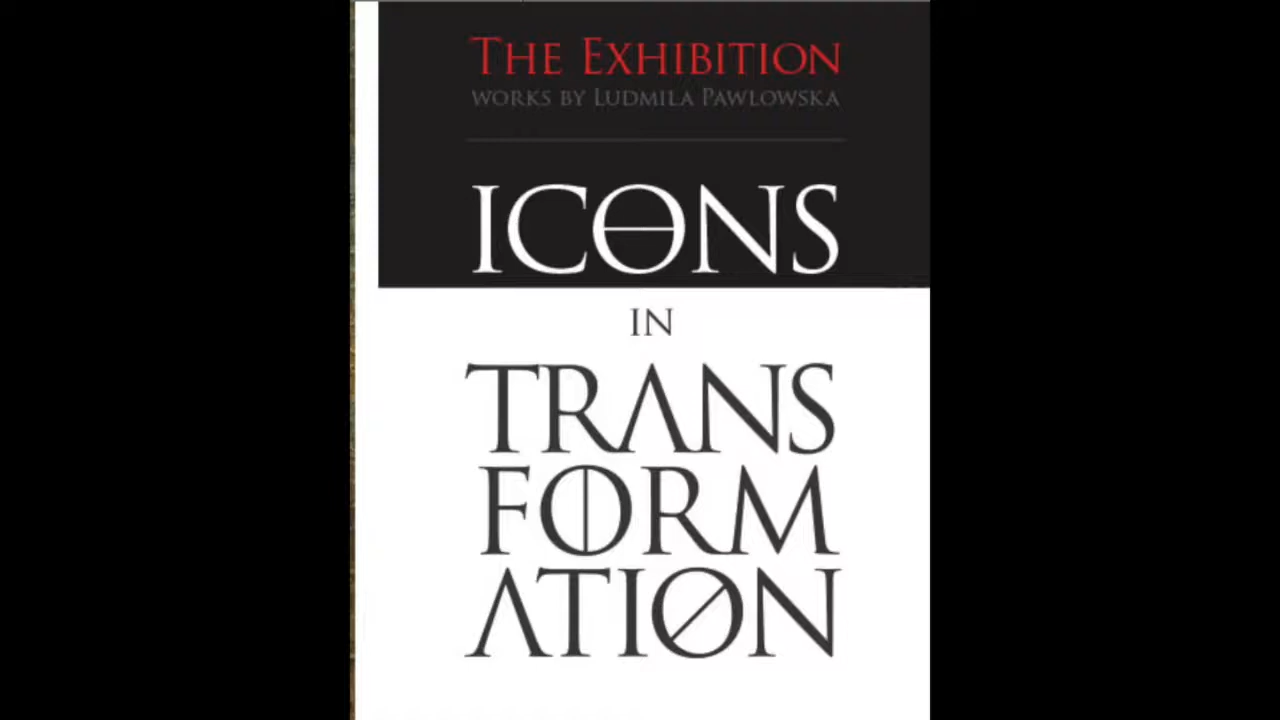 THE EXHIBITION
WORKS BY LUDMILA PAWLOWSKA
ICONS
IN
TRANS
FORM
ATION